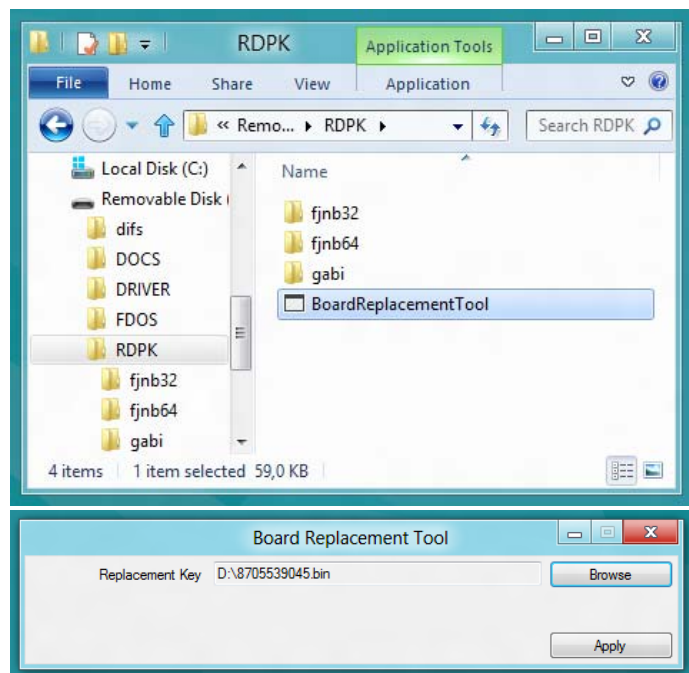 RDPK
Application Tools
File Home Share View Application
« Remo... RDPK Search RDPK
Local Disk (C:)
Removable Disk (
difs
DOCS
DRIVER
FDOS
RDPK
fjnb32
fjnb64
gabi
Name
fjnb32
fjnb64
gabi
BoardReplacementTool
4 items 1 item selected 59,0 KB
Board Replacement Tool
Replacement Key D:\8705539045.bin Browse
Apply